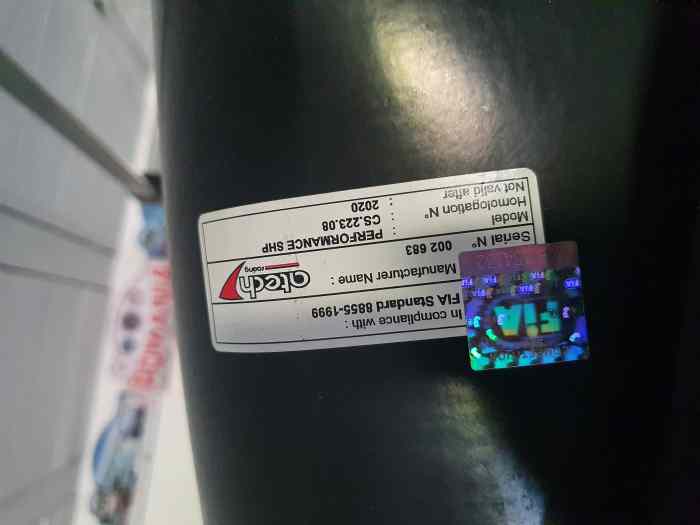 In compliance with :
FIA Standard 8855-1999
Manufacturer Name : atech racing
Serial N° 002 683
Model : PERFORMANCE SHP
Homologation N° : CS.223.08
Not valid after : 2020
FIA